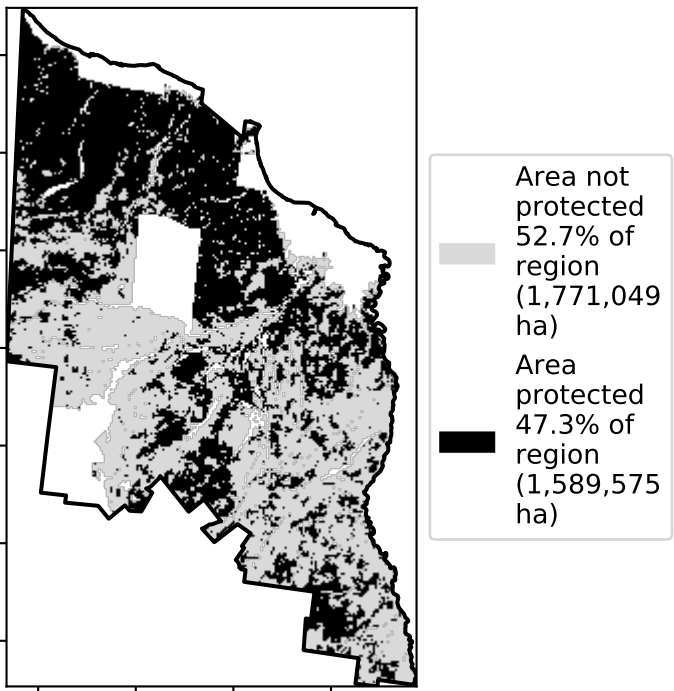 Area not
protected
52.7% of
region
(1,771,049
ha)
Area
protected
47.3% of
region
(1,589,575
ha)